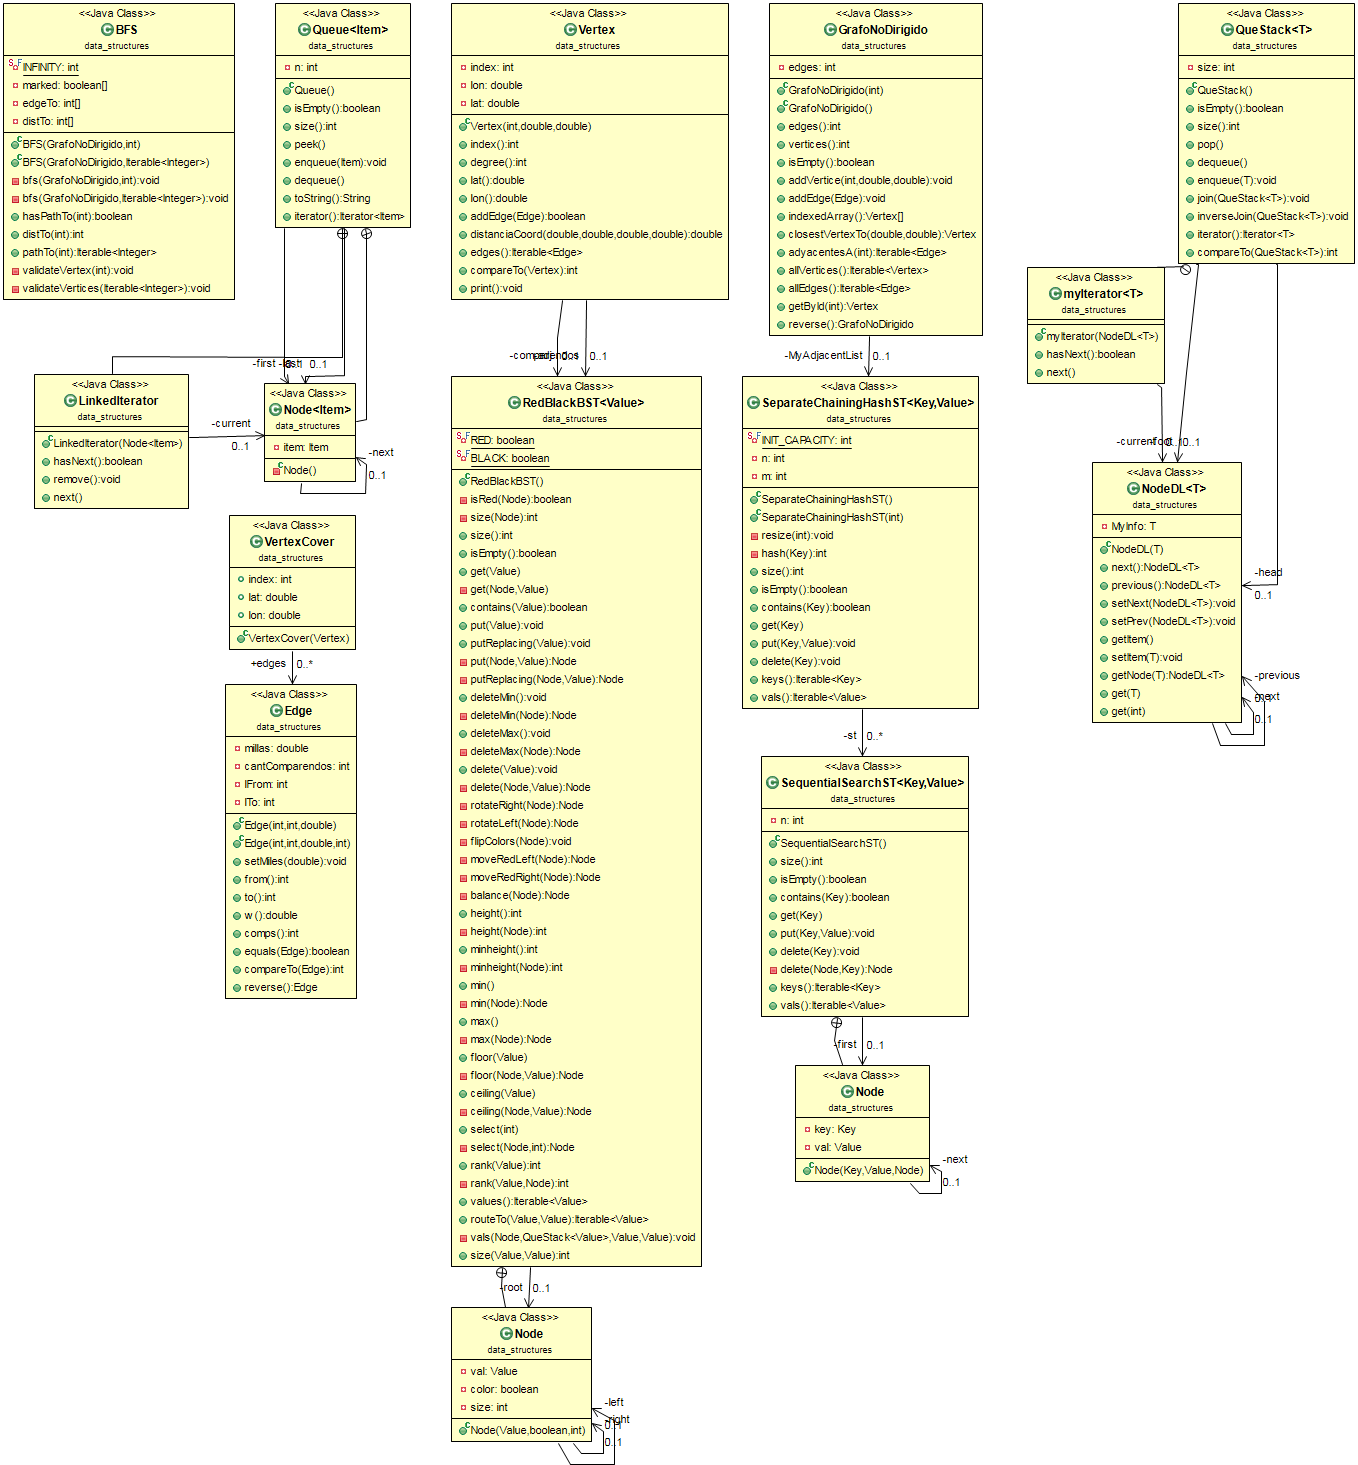 <<Java Class>>
BFS
data_structures
INFINITY: int
marked: boolean[]
edgeTo: int[]
distTo: int[]
BFS(GrafoNoDirigido,int)
BFS(GrafoNoDirigido,Iterable<Integer>)
bfs(GrafoNoDirigido,int):void
bfs(GrafoNoDirigido,Iterable<Integer>):void
hasPathTo(int):boolean
distTo(int):int
pathTo(int):Iterable<Integer>
validateVertex(int):void
validateVertices(Iterable<Integer>):void
<<Java Class>>
Queue<Item>
data_structures
n: int
Queue()
isEmpty():boolean
size():int
peek()
enqueue(Item):void
dequeue()
toString():String
iterator():Iterator<Item>
<<Java Class>>
Vertex
data_structures
index: int
lon: double
lat: double
Vertex(int,double,double)
index():int
degree():int
lat():double
lon():double
addEdge(Edge):boolean
distanciaCoord(double,double,double,double):double
edges():Iterable<Edge>
compareTo(Vertex):int
print():void
<<Java Class>>
GrafoNoDirigido
data_structures
edges: int
GrafoNoDirigido(int)
GrafoNoDirigido()
edges():int
vertices():int
isEmpty():boolean
addVertice(int,double,double):void
addEdge(Edge):void
indexedArray():Vertex[]
closestVertexTo(double,double):Vertex
adyacentesA(int):Iterable<Edge>
allVertices():Iterable<Vertex>
allEdges():Iterable<Edge>
getById(int):Vertex
reverse():GrafoNoDirigido
<<Java Class>>
QueStack<T>
data_structures
size: int
QueStack()
isEmpty():boolean
size():int
pop()
dequeue()
enqueue(T):void
join(QueStack<T>):void
inverseJoin(QueStack<T>):void
iterator():Iterator<T>
compareTo(QueStack<T>):int
<<Java Class>>
myIterator<T>
data_structures
myIterator(NodeDL<T>)
hasNext():boolean
next()
-first
0..1
-MyAdjacentList
0..1
0..1
<<Java Class>>
LinkedIterator
data_structures
LinkedIterator(Node<Item>)
hasNext():boolean
remove():void
next()
-current
0..1
<<Java Class>>
Node<Item>
data_structures
item: Item
Node()
-next
0..1
<<Java Class>>
RedBlackBST<Value>
data_structures
RED: boolean
BLACK: boolean
RedBlackBST()
isRed(Node):boolean
size(Node):int
size():int
isEmpty():boolean
get(Value)
get(Node,Value)
contains(Value):boolean
put(Value):void
putReplacing(Value):void
put(Node,Value):Node
putReplacing(Node,Value):Node
deleteMin():void
deleteMin(Node):Node
deleteMax():void
deleteMax(Node):Node
delete(Value):void
delete(Node,Value):Node
rotateRight(Node):Node
rotateLeft(Node):Node
flipColors(Node):void
moveRedLeft(Node):Node
moveRedRight(Node):Node
balance(Node):Node
height():int
height(Node):int
minheight():int
minheight(Node):int
min()
min(Node):Node
max()
max(Node):Node
floor(Value)
floor(Node,Value):Node
ceiling(Value)
ceiling(Node,Value):Node
select(int)
select(Node,int):Node
rank(Value):int
rank(Value,Node):int
values():Iterable<Value>
routeTo(Value,Value):Iterable<Value>
vals(Node,QueStack<Value>,Value,Value):void
size(Value,Value):int
<<Java Class>>
SeparateChainingHashST<Key,Value>
data_structures
INIT_CAPACITY: int
n: int
m: int
SeparateChainingHashST()
SeparateChainingHashST(int)
resize(int):void
hash(Key):int
size():int
isEmpty():boolean
contains(Key):boolean
get(Key)
put(Key,Value):void
delete(Key):void
keys():Iterable<Key>
vals():Iterable<Value>
<<Java Class>>
NodeDL<T>
data_structures
MyInfo: T
NodeDL(T)
next():NodeDL<T>
previous():NodeDL<T>
setNext(NodeDL<T>):void
setPrev(NodeDL<T>):void
getItem()
setItem(T):void
getNode(T):NodeDL<T>
get(T)
get(int)
-head
0..1
-previous
-next
0..1
<<Java Class>>
VertexCover
data_structures
index: int
lat: double
lon: double
VertexCover(Vertex)
+edges
0..*
<<Java Class>>
Edge
data_structures
millas: double
cantComparendos: int
IFrom: int
ITo: int
Edge(int,int,double)
Edge(int,int,double,int)
setMiles(double):void
from():int
to():int
w():double
comps():int
equals(Edge):boolean
compareTo(Edge):int
reverse():Edge
-st
0..*
<<Java Class>>
SequentialSearchST<Key,Value>
data_structures
n: int
SequentialSearchST()
size():int
isEmpty():boolean
contains(Key):boolean
get(Key)
put(Key,Value):void
delete(Key):void
delete(Node,Key):Node
keys():Iterable<Key>
vals():Iterable<Value>
-first
0..1
<<Java Class>>
Node
data_structures
key: Key
val: Value
Node(Key,Value,Node)
-next
0..1
-root
0..1
<<Java Class>>
Node
data_structures
val: Value
color: boolean
size: int
Node(Value,boolean,int)
-left
-right
0..1